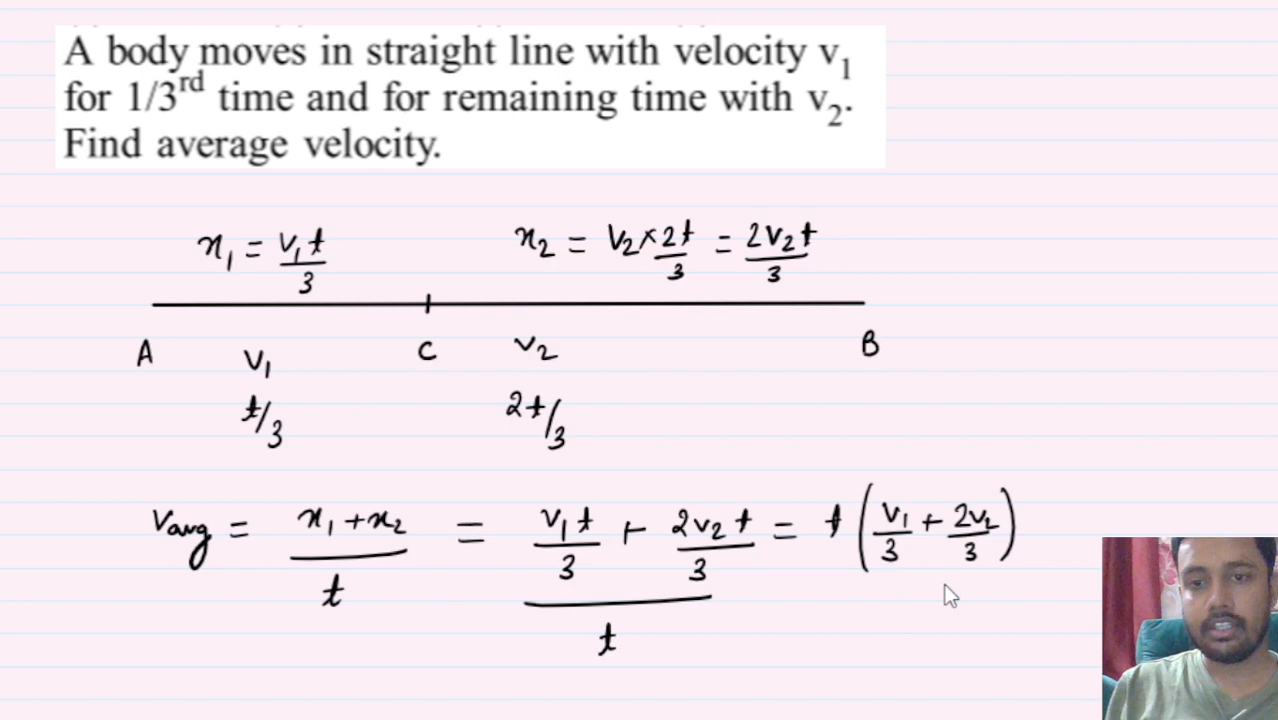 A body moves in straight line with velocity v₁
for 1/3ʳᵈ time and for remaining time with v₂.
Find average velocity.
x₁ = v₁t/3    x₂ = v₂ × 2t/3 = 2v₂t/3
A    v₁    C    v₂    B
t/3    2t/3
Vavg = (x₁ + x₂)/t = (v₁t/3 + 2v₂t/3)/t = t(v₁/3 + 2v₂/3)